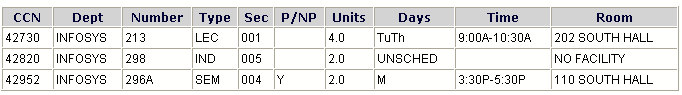 CCN Dept Number Type Sec P/NP Units Days Time Room
42730 INFOSYS 213 LEC 001 4.0 TuTh 9:00A-10:30A 202 SOUTH HALL
42820 INFOSYS 298 IND 005 2.0 UNSCHED NO FACILITY
42952 INFOSYS 296A SEM 004 Y 2.0 M 3:30P-5:30P 110 SOUTH HALL